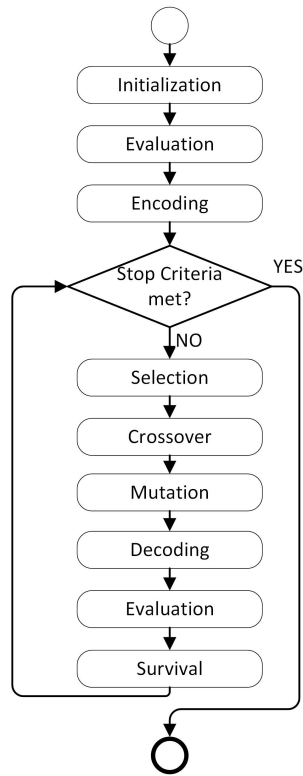 Initialization
Evaluation
Encoding
Stop Criteria
met?
YES
NO
Selection
Crossover
Mutation
Decoding
Evaluation
Survival